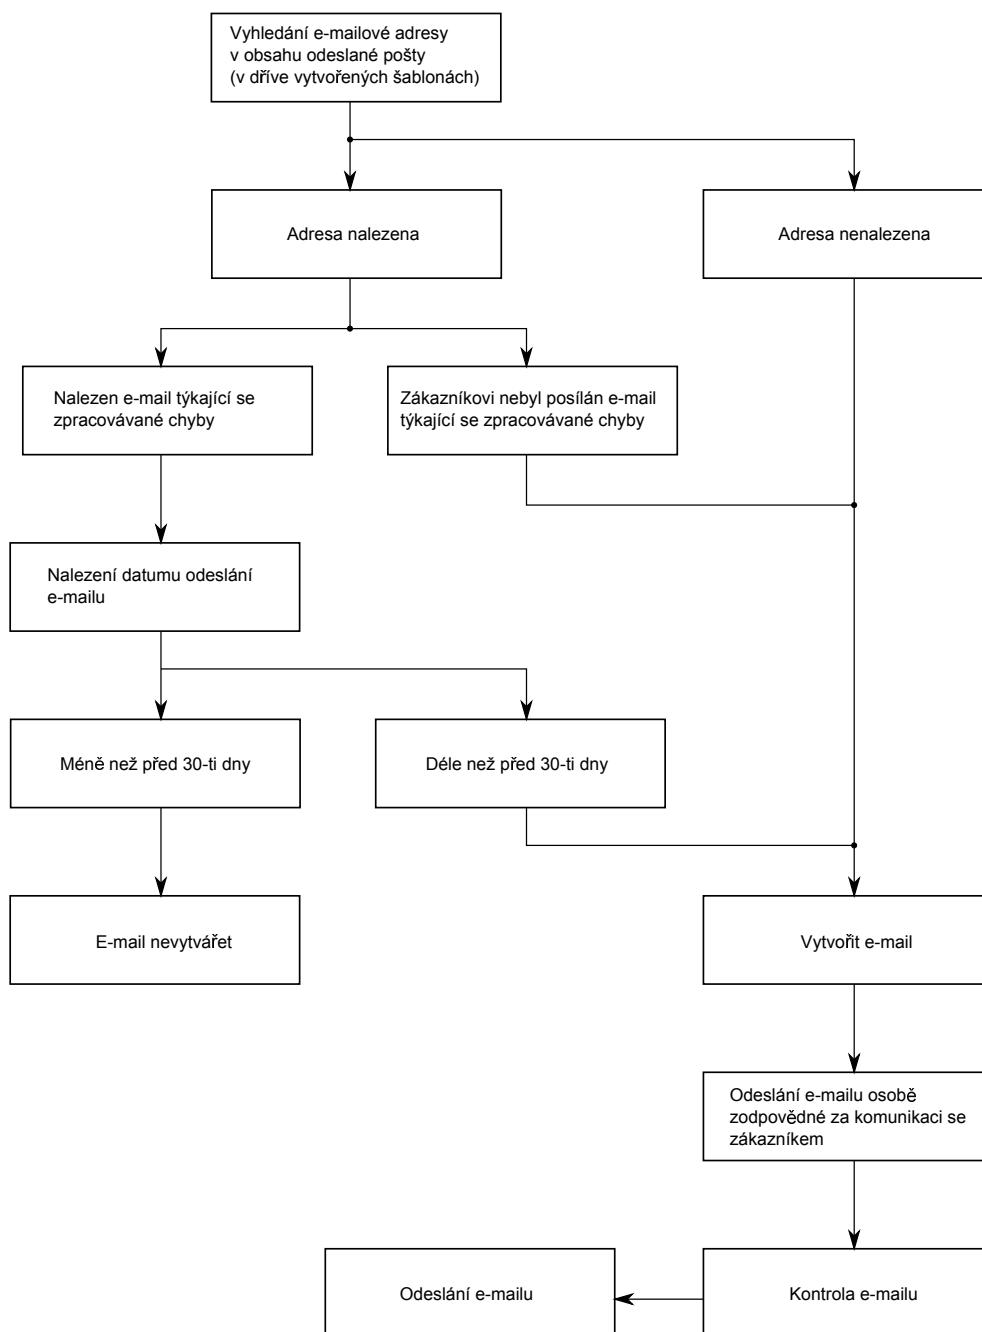 Vyhledání e-mailové adresy
v obsahu odeslané pošty
(v dříve vytvořených šablonách)
Adresa nalezena
Adresa nenalezena
Nalezen e-mail týkající se
zpracovávané chyby
Zákazníkovi nebyl posílán e-mail
týkající se zpracovávané chyby
Nalezení datumu odeslání
e-mailu
Méně než před 30-ti dny
Déle než před 30-ti dny
E-mail nevytvářet
Vytvořit e-mail
Odeslání e-mailu osobě
zodpovědné za komunikaci se
zákazníkem
Odeslání e-mailu
Kontrola e-mailu